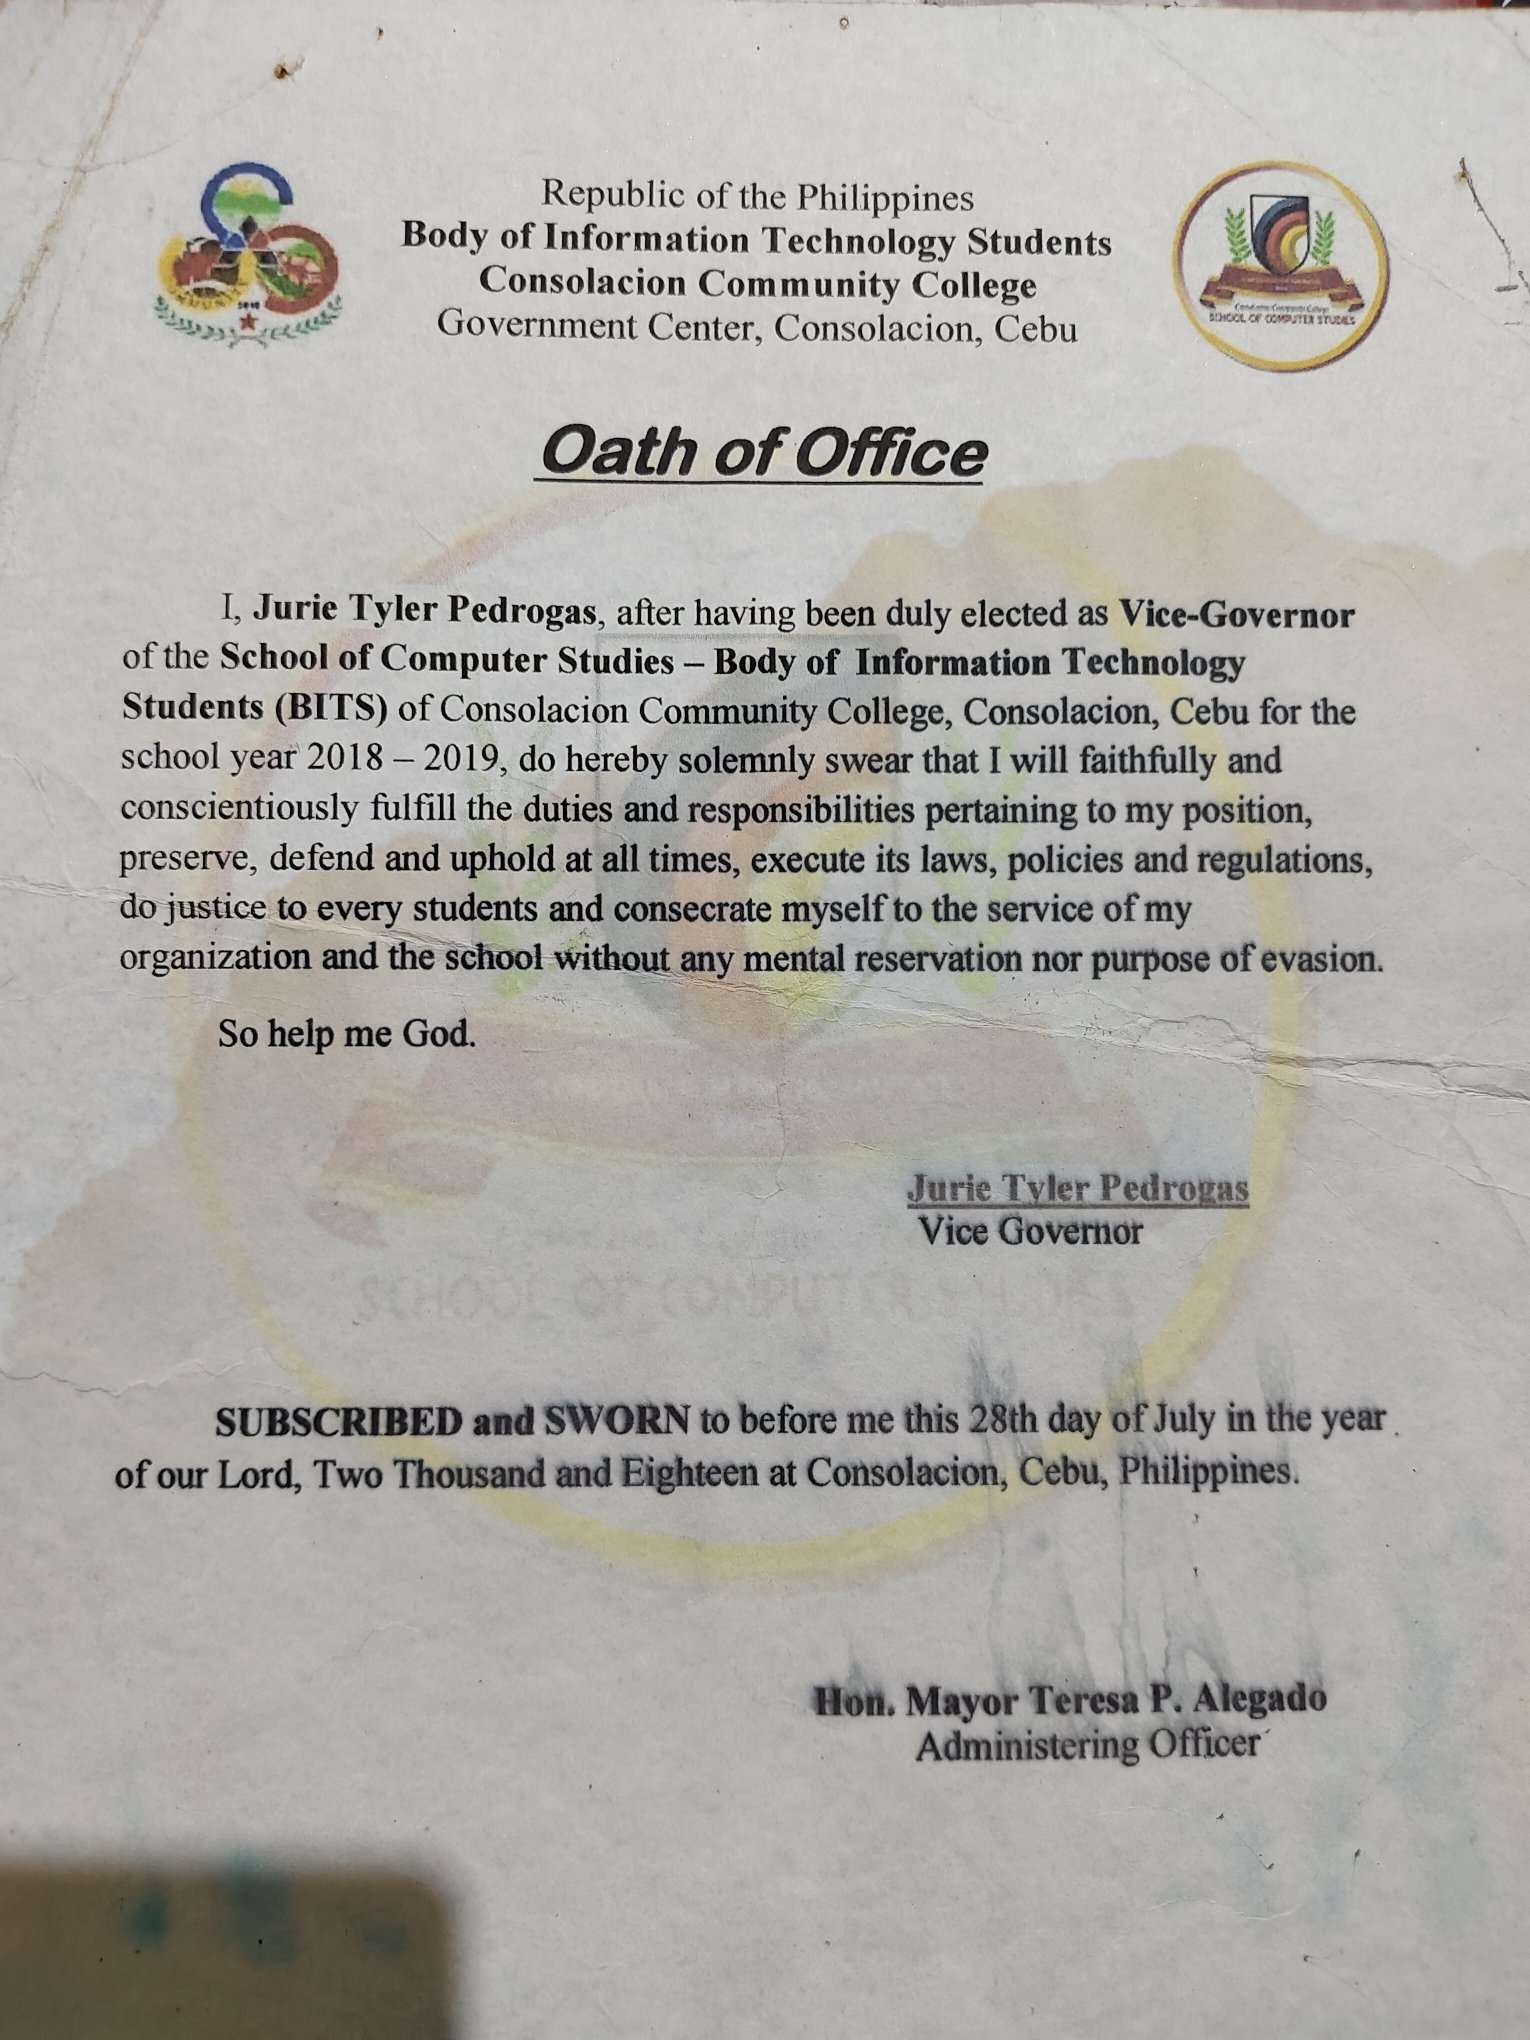 Republic of the Philippines
Body of Information Technology Students
Consolacion Community College
Government Center, Consolacion, Cebu
SCHOOL OF COMPUTER STUDIES
Oath of Office
I, Jurie Tyler Pedrogas, after having been duly elected as Vice-Governor
of the School of Computer Studies – Body of Information Technology
Students (BITS) of Consolacion Community College, Consolacion, Cebu for the
school year 2018 – 2019, do hereby solemnly swear that I will faithfully and
conscientiously fulfill the duties and responsibilities pertaining to my position,
preserve, defend and uphold at all times, execute its laws, policies and regulations,
do justice to every students and consecrate myself to the service of my
organization and the school without any mental reservation nor purpose of evasion.
So help me God.
Jurie Tyler Pedrogas
Vice Governor
SCHOOL OF COMPUTER STUDIES
SUBSCRIBED and SWORN to before me this 28th day of July in the year
of our Lord, Two Thousand and Eighteen at Consolacion, Cebu, Philippines.
Hon. Mayor Teresa P. Alegado
Administering Officer